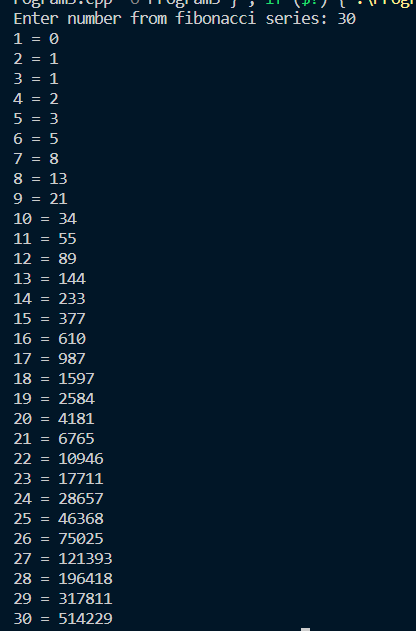 rogram3.cpp -o Program3 } ; if ($?) { .\Progr
Enter number from fibonacci series: 30
1 = 0
2 = 1
3 = 1
4 = 2
5 = 3
6 = 5
7 = 8
8 = 13
9 = 21
10 = 34
11 = 55
12 = 89
13 = 144
14 = 233
15 = 377
16 = 610
17 = 987
18 = 1597
19 = 2584
20 = 4181
21 = 6765
22 = 10946
23 = 17711
24 = 28657
25 = 46368
26 = 75025
27 = 121393
28 = 196418
29 = 317811
30 = 514229